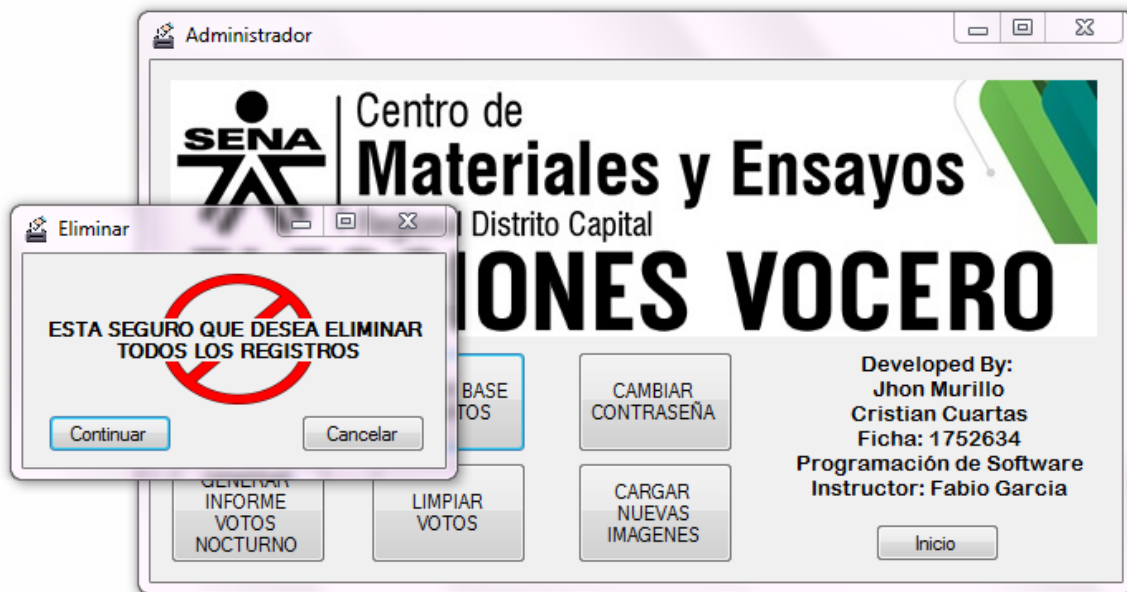 Administrador
SENA
Centro de
Materiales y Ensayos
Distrito Capital
VOCERO
Eliminar
ESTA SEGURO QUE DESEA ELIMINAR
TODOS LOS REGISTROS
Continuar
Cancelar
BASE
CAMBIAR
CONTRASEÑA
GENERAR
INFORME
VOTOS
NOCTURNO
LIMPIAR
VOTOS
CARGAR
NUEVAS
IMAGENES
Developed By:
Jhon Murillo
Cristian Cuartas
Ficha: 1752634
Programación de Software
Instructor: Fabio Garcia
Inicio